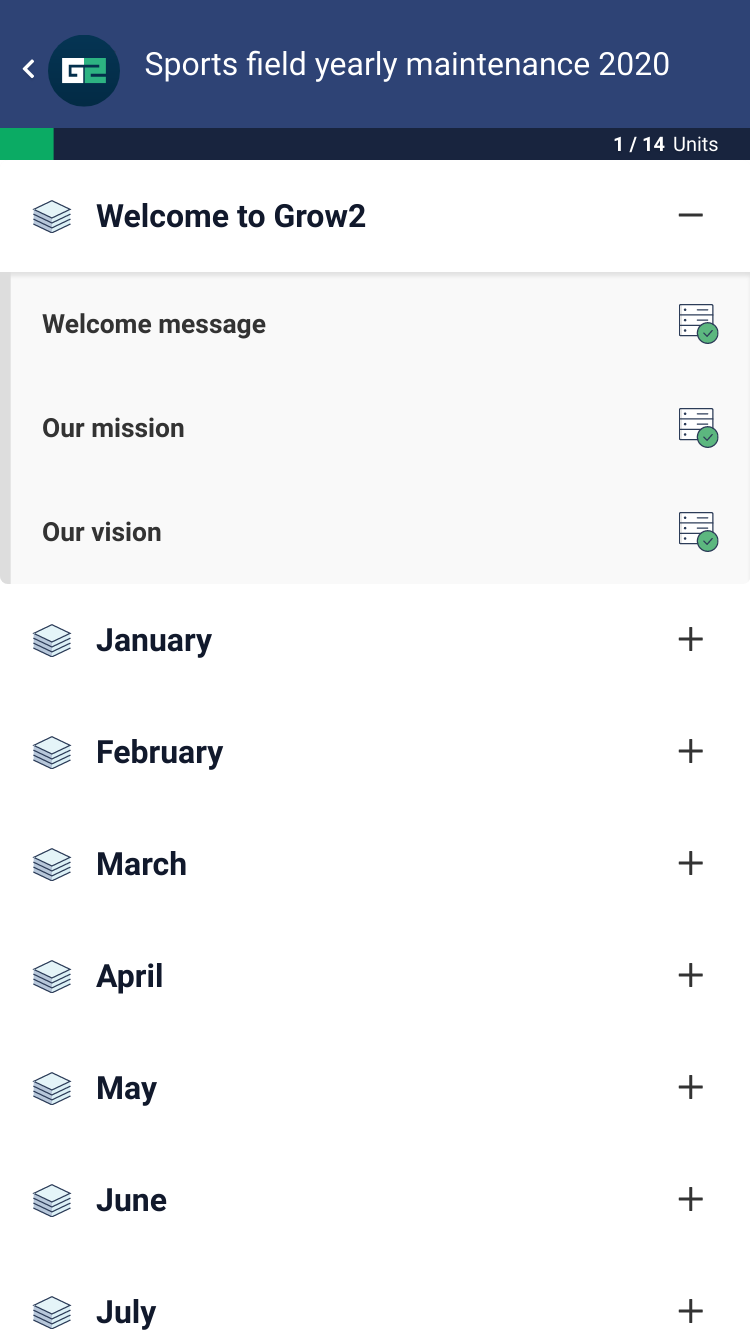 G2
Sports field yearly maintenance 2020
1 / 14 Units
Welcome to Grow2
Welcome message
Our mission
Our vision
January
February
March
April
May
June
July